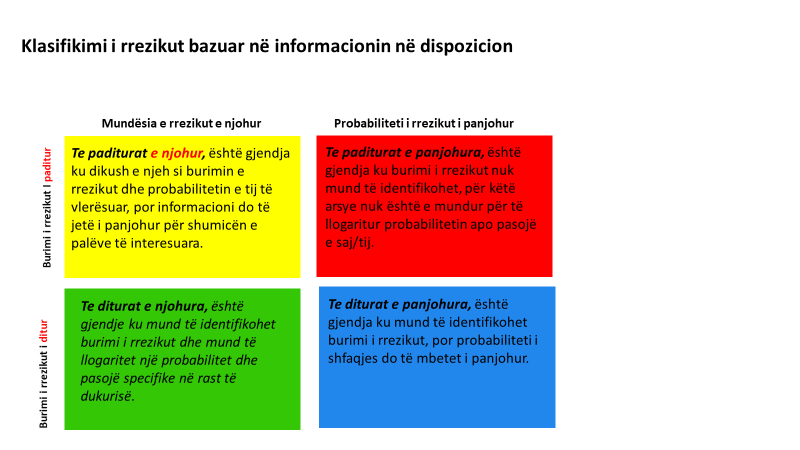 Klasifikimi i rrezikut bazuar në informacionin në dispozicion
Mundësia e rrezikut e njohur
Probabiliteti i rrezikut i panjohur
Burimi i rrezikut i paditur
Te paditurat e njohur, është gjendja
ku dikush e njeh si burimin e
rrezikut dhe probabilitetin e tij të
vlerësuar, por informacioni do të
jetë i panjohur për shumicën e
palëve të interesuara.
Te paditurat e panjohura, është
gjendja ku burimi i rrezikut nuk
mund të identifikohet, për këtë
arsye nuk është e mundur për të
llogaritur probabilitetin apo pasojë
e saj/tij.
Burimi i rrezikut i ditur
Te diturat e njohura, është
gjendje ku mund të identifikohet
burimi i rrezikut dhe mund të
llogaritet një probabilitet dhe
pasojë specifike në rast të
dukurisë.
Te diturat e panjohura, është
gjendja ku mund të identifikohet
burimi i rrezikut, por probabiliteti i
shfaqjes do të mbetet i panjohur.